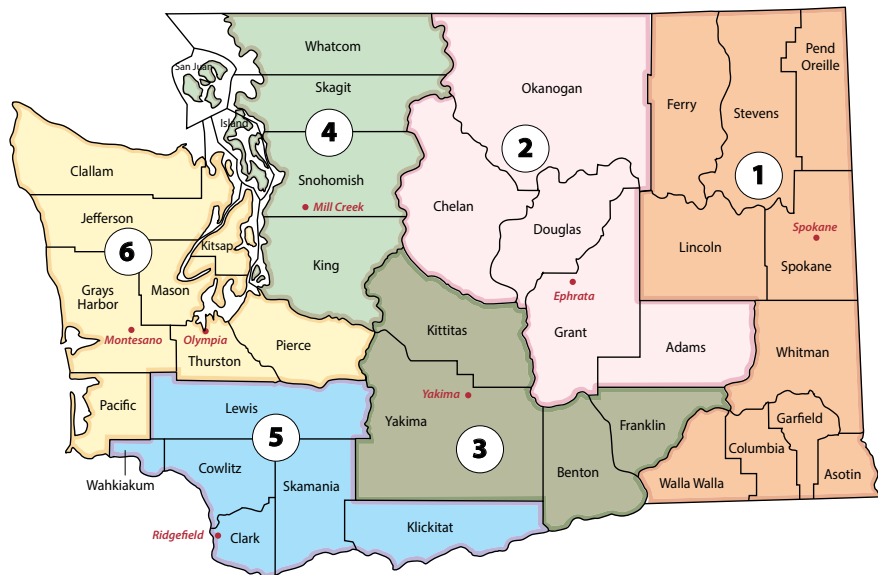 Whatcom
San Juan
Skagit
Island
4
Snohomish
Mill Creek
King
Okanogan
2
Chelan
Douglas
Ephrata
Grant
Adams
Ferry
Stevens
Pend
Oreille
1
Lincoln
Spokane
Spokane
Whitman
Garfield
Columbia
Walla Walla
Asotin
Clallam
Jefferson
6
Kitsap
Grays
Harbor
Mason
Montesano
Olympia
Thurston
Pierce
Pacific
Kittitas
Yakima
Yakima
3
Franklin
Benton
Lewis
5
Wahkiakum
Cowlitz
Skamania
Ridgefield
Clark
Klickitat